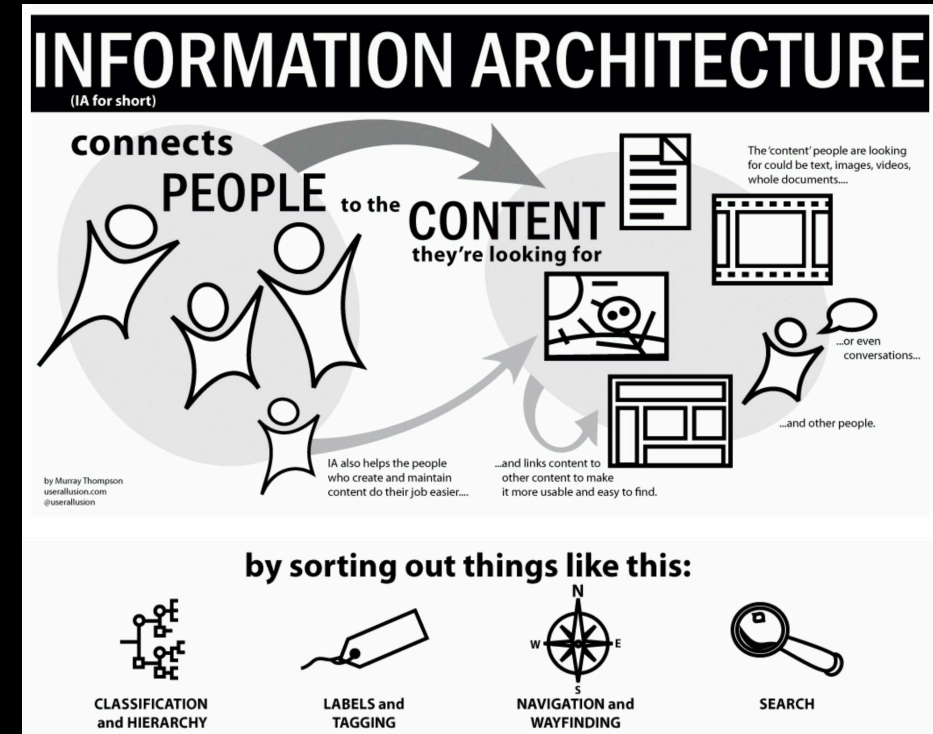 INFORMATION ARCHITECTURE
(IA for short)
connects
PEOPLE
to the
CONTENT
they're looking for
The 'content' people are looking
for could be text, images, videos,
whole documents....
...or even
conversations...
...and other people.
IA also helps the people
who create and maintain
content do their job easier....
...and links content to
other content to make
it more usable and easy to find.
by Murray Thompson
userallusion.com
@userallusion
by sorting out things like this:
N
W
E
S
CLASSIFICATION
and HIERARCHY
LABELS and
TAGGING
NAVIGATION and
WAYFINDING
SEARCH